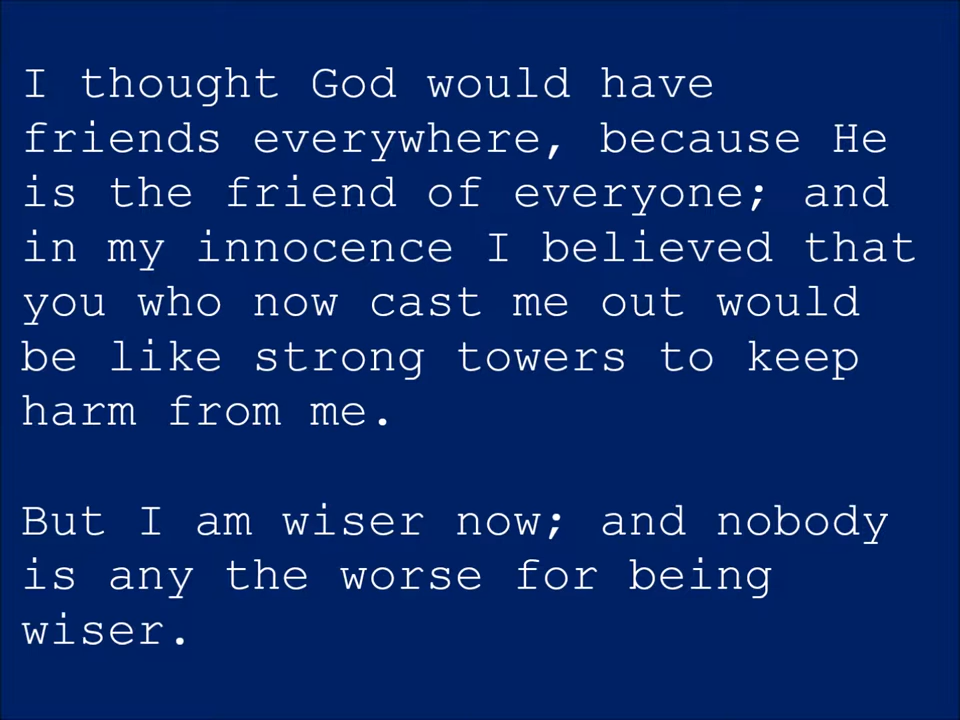 I thought God would have
friends everywhere, because He
is the friend of everyone; and
in my innocence I believed that
you who now cast me out would
be like strong towers to keep
harm from me.
But I am wiser now; and nobody
is any the worse for being
wiser.